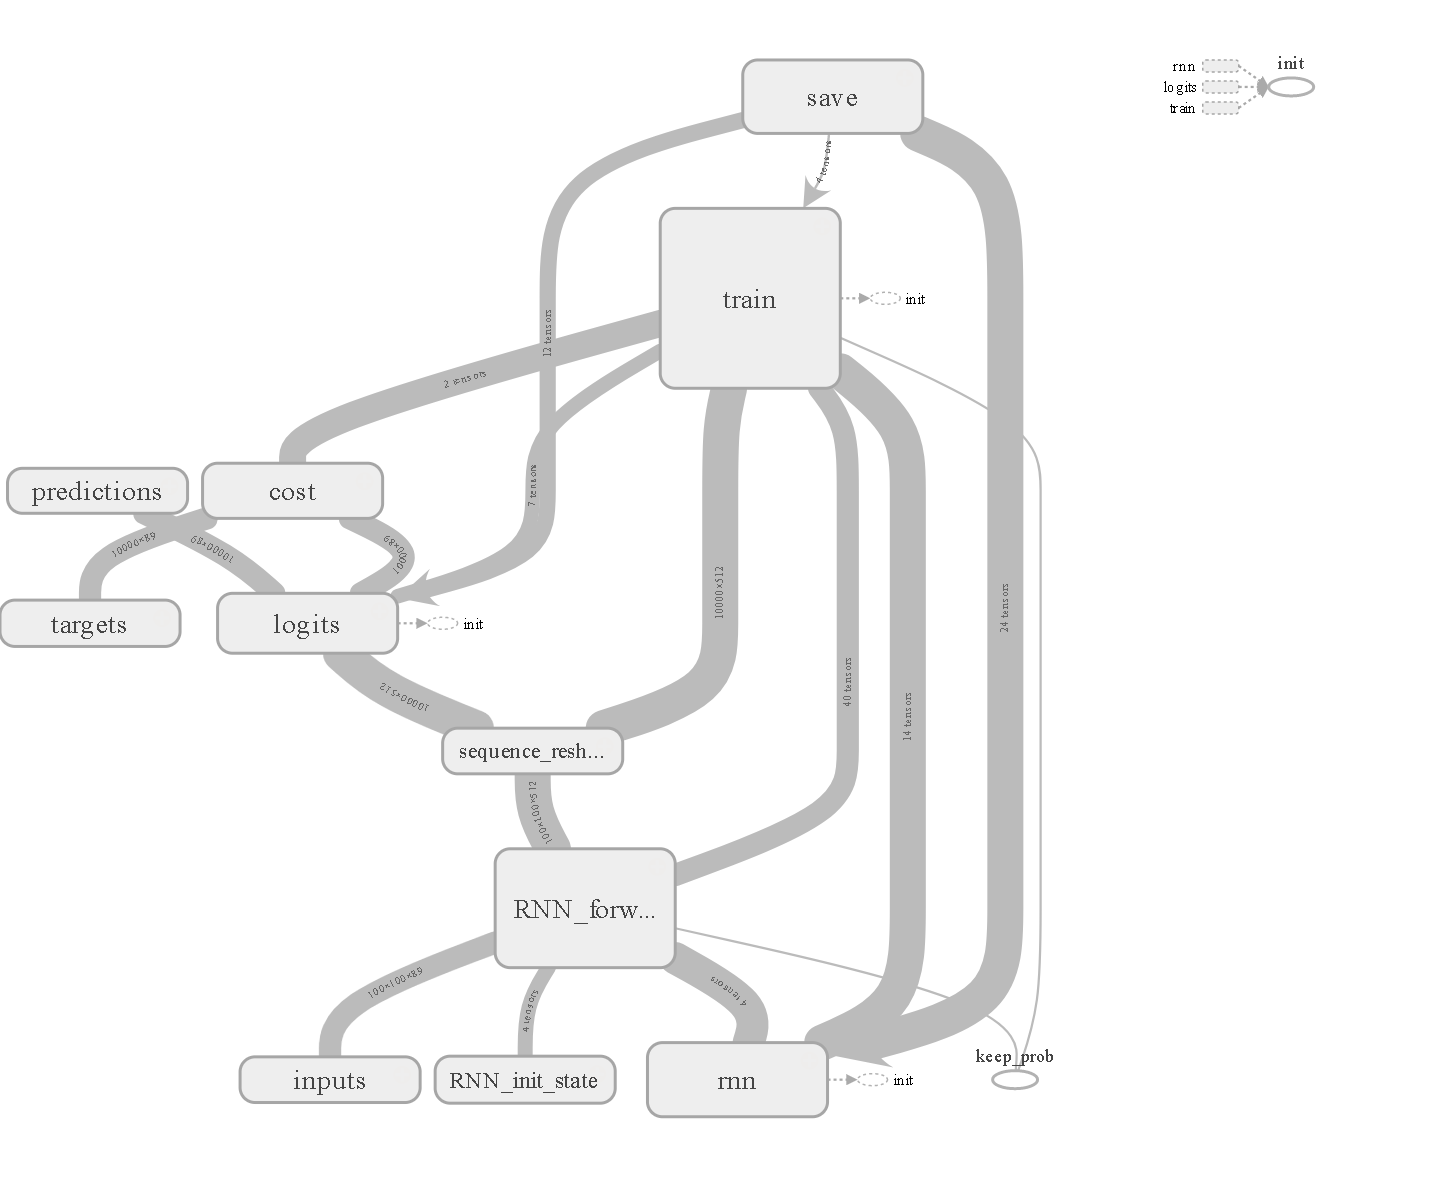 save
rnn
logits
train
init
4 tensors
train
init
12 tensors
2 tensors
7 tensors
predictions
cost
10000×89
10000×89
10000×89
targets
logits
init
10000×512
10000×512
24 tensors
40 tensors
14 tensors
sequence_resh...
100×100×512
RNN_forw...
100×100×89
4 tensors
4 tensors
keep_prob
inputs
RNN_init_state
rnn
init